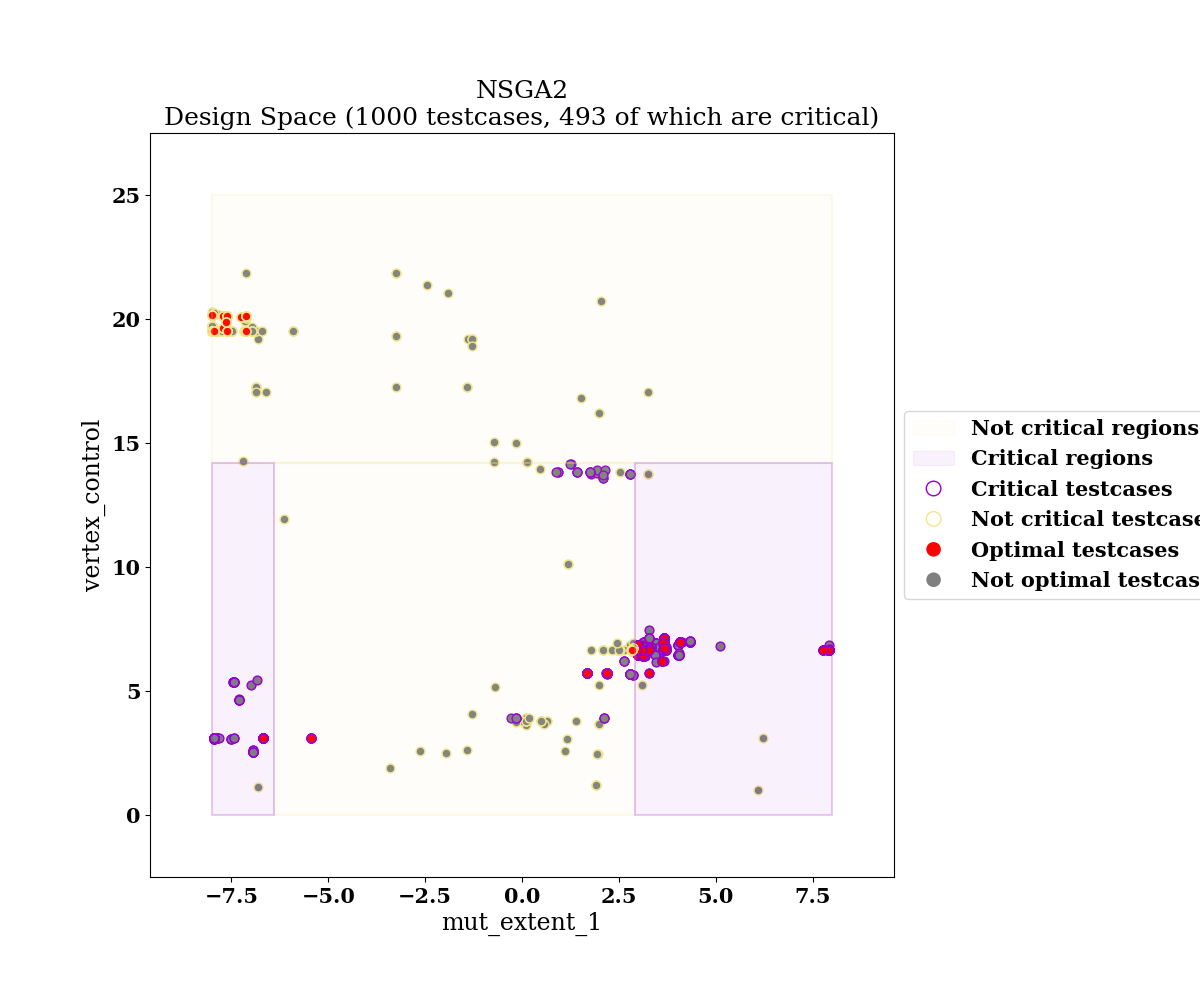 NSGA2
Design Space (1000 testcases, 493 of which are critical)
25
20
15
10
5
0
vertex_control
−7.5
−5.0
−2.5
0.0
2.5
5.0
7.5
mut_extent_1
Not critical regions
Critical regions
Critical testcases
Not critical testcase
Optimal testcases
Not optimal testcas